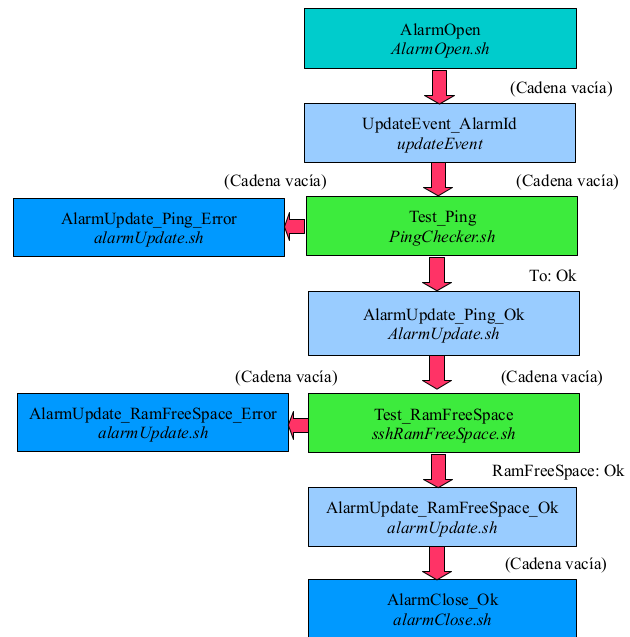 AlarmOpen
AlarmOpen.sh
(Cadena vacía)
UpdateEvent_AlarmId
updateEvent
(Cadena vacía)
(Cadena vacía)
AlarmUpdate_Ping_Error
alarmUpdate.sh
Test_Ping
PingChecker.sh
To: Ok
AlarmUpdate_Ping_Ok
AlarmUpdate.sh
(Cadena vacía)
(Cadena vacía)
AlarmUpdate_RamFreeSpace_Error
alarmUpdate.sh
Test_RamFreeSpace
sshRamFreeSpace.sh
RamFreeSpace: Ok
AlarmUpdate_RamFreeSpace_Ok
alarmUpdate.sh
(Cadena vacía)
AlarmClose_Ok
alarmClose.sh